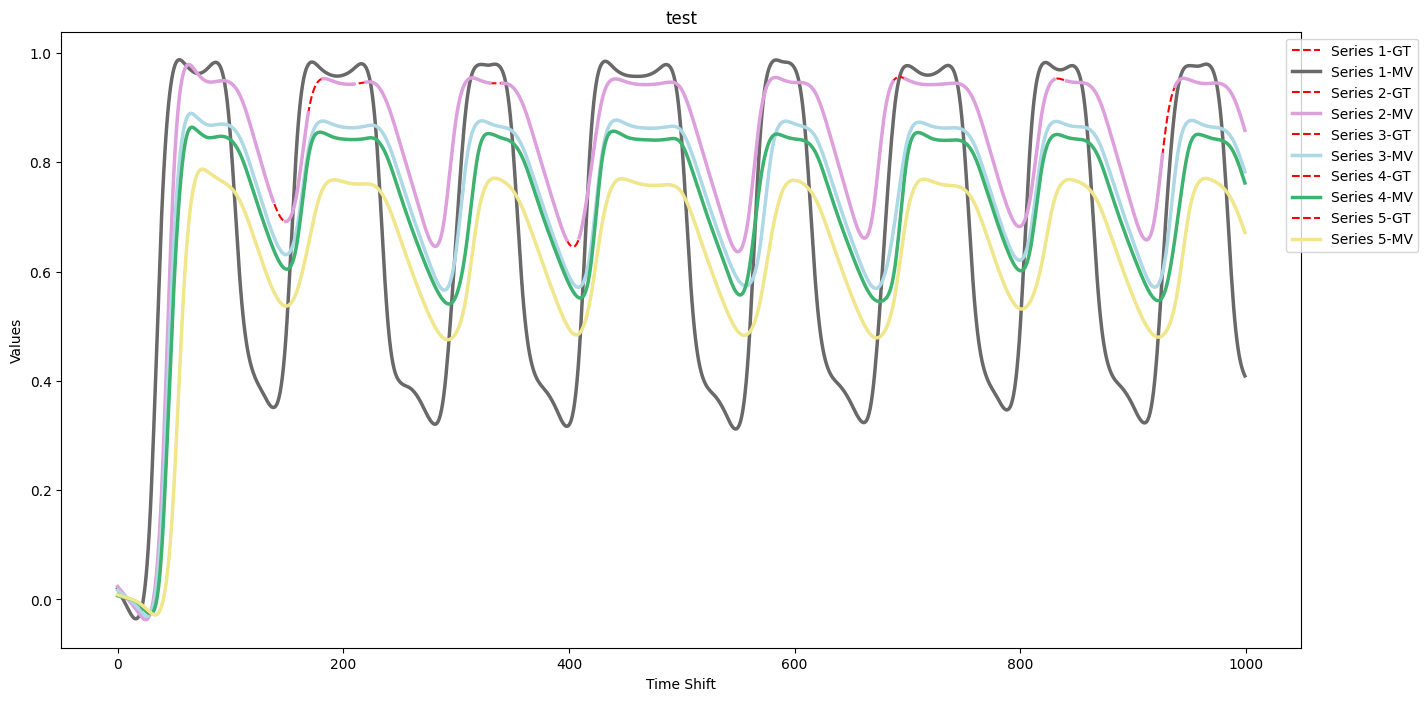 test
1.0
0.8
0.6
0.4
0.2
0.0
Values
0
200
400
600
800
1000
Time Shift
Series 1-GT
Series 1-MV
Series 2-GT
Series 2-MV
Series 3-GT
Series 3-MV
Series 4-GT
Series 4-MV
Series 5-GT
Series 5-MV